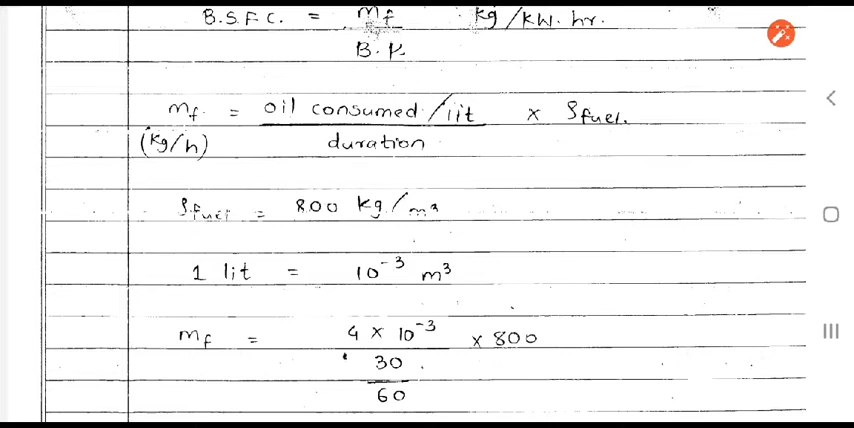 B.S.F.C. = mf / B.P. kg/kW.hr.
mf = oil consumed/lit × ρfuel.
(kg/h) duration
ρfuel = 800 kg/m³
1 lit = 10⁻³ m³
mf = 4 × 10⁻³ × 800
30
60